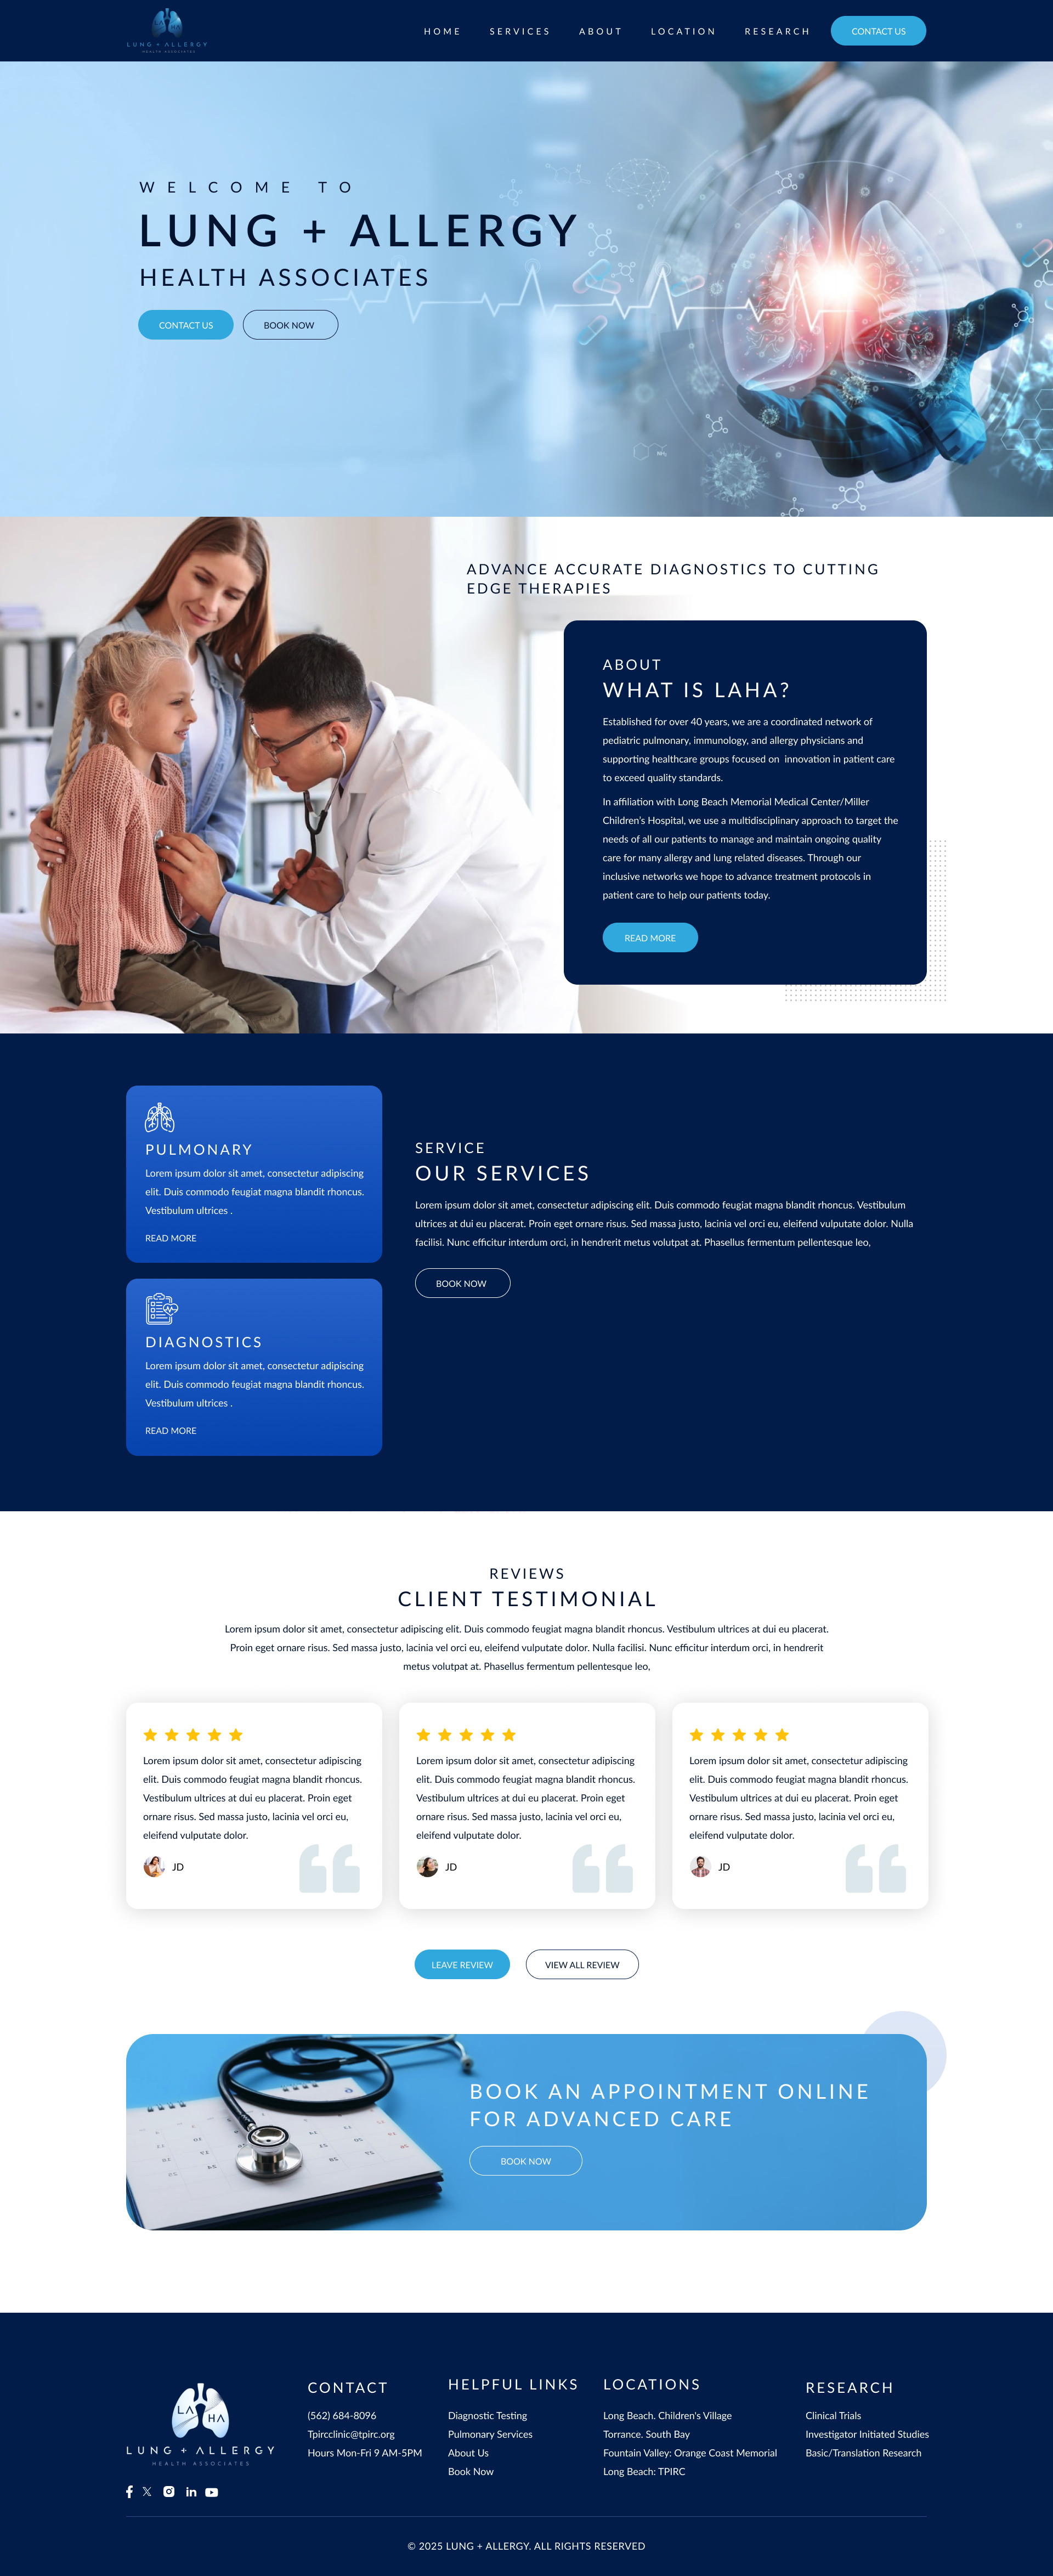 LAHA
LUNG + ALLERGY
HEALTH ASSOCIATES
HOME SERVICES ABOUT LOCATION RESEARCH CONTACT US
WELCOME TO
LUNG + ALLERGY
HEALTH ASSOCIATES
CONTACT US BOOK NOW
ADVANCE ACCURATE DIAGNOSTICS TO CUTTING
EDGE THERAPIES
ABOUT
WHAT IS LAHA?
Established for over 40 years, we are a coordinated network of
pediatric pulmonary, immunology, and allergy physicians and
supporting healthcare groups focused on innovation in patient care
to exceed quality standards.
In affiliation with Long Beach Memorial Medical Center/Miller
Children's Hospital, we use a multidisciplinary approach to target the
needs of all our patients to manage and maintain ongoing quality
care for many allergy and lung related diseases. Through our
inclusive networks we hope to advance treatment protocols in
patient care to help our patients today.
READ MORE
PULMONARY
Lorem ipsum dolor sit amet, consectetur adipiscing
elit. Duis commodo feugiat magna blandit rhoncus.
Vestibulum ultrices .
READ MORE
DIAGNOSTICS
Lorem ipsum dolor sit amet, consectetur adipiscing
elit. Duis commodo feugiat magna blandit rhoncus.
Vestibulum ultrices .
READ MORE
SERVICE
OUR SERVICES
Lorem ipsum dolor sit amet, consectetur adipiscing elit. Duis commodo feugiat magna blandit rhoncus. Vestibulum
ultrices at dui eu placerat. Proin eget ornare risus. Sed massa justo, lacinia vel orci eu, eleifend vulputate dolor. Nulla
facilisi. Nunc efficitur interdum orci, in hendrerit metus volutpat at. Phasellus fermentum pellentesque leo,
BOOK NOW
REVIEWS
CLIENT TESTIMONIAL
Lorem ipsum dolor sit amet, consectetur adipiscing elit. Duis commodo feugiat magna blandit rhoncus. Vestibulum ultrices at dui eu placerat.
Proin eget ornare risus. Sed massa justo, lacinia vel orci eu, eleifend vulputate dolor. Nulla facilisi. Nunc efficitur interdum orci, in hendrerit
metus volutpat at. Phasellus fermentum pellentesque leo,
Lorem ipsum dolor sit amet, consectetur adipiscing
elit. Duis commodo feugiat magna blandit rhoncus.
Vestibulum ultrices at dui eu placerat. Proin eget
ornare risus. Sed massa justo, lacinia vel orci eu,
eleifend vulputate dolor.
JD
Lorem ipsum dolor sit amet, consectetur adipiscing
elit. Duis commodo feugiat magna blandit rhoncus.
Vestibulum ultrices at dui eu placerat. Proin eget
ornare risus. Sed massa justo, lacinia vel orci eu,
eleifend vulputate dolor.
JD
Lorem ipsum dolor sit amet, consectetur adipiscing
elit. Duis commodo feugiat magna blandit rhoncus.
Vestibulum ultrices at dui eu placerat. Proin eget
ornare risus. Sed massa justo, lacinia vel orci eu,
eleifend vulputate dolor.
JD
LEAVE REVIEW VIEW ALL REVIEW
BOOK AN APPOINTMENT ONLINE
FOR ADVANCED CARE
BOOK NOW
LAHA
LUNG + ALLERGY
HEALTH ASSOCIATES
CONTACT
(562) 684-8096
Tpircclinic@tpirc.org
Hours Mon-Fri 9 AM-5PM
HELPFUL LINKS
Diagnostic Testing
Pulmonary Services
About Us
Book Now
LOCATIONS
Long Beach. Children's Village
Torrance. South Bay
Fountain Valley: Orange Coast Memorial
Long Beach: TPIRC
RESEARCH
Clinical Trials
Investigator Initiated Studies
Basic/Translation Research
© 2025 LUNG + ALLERGY. ALL RIGHTS RESERVED